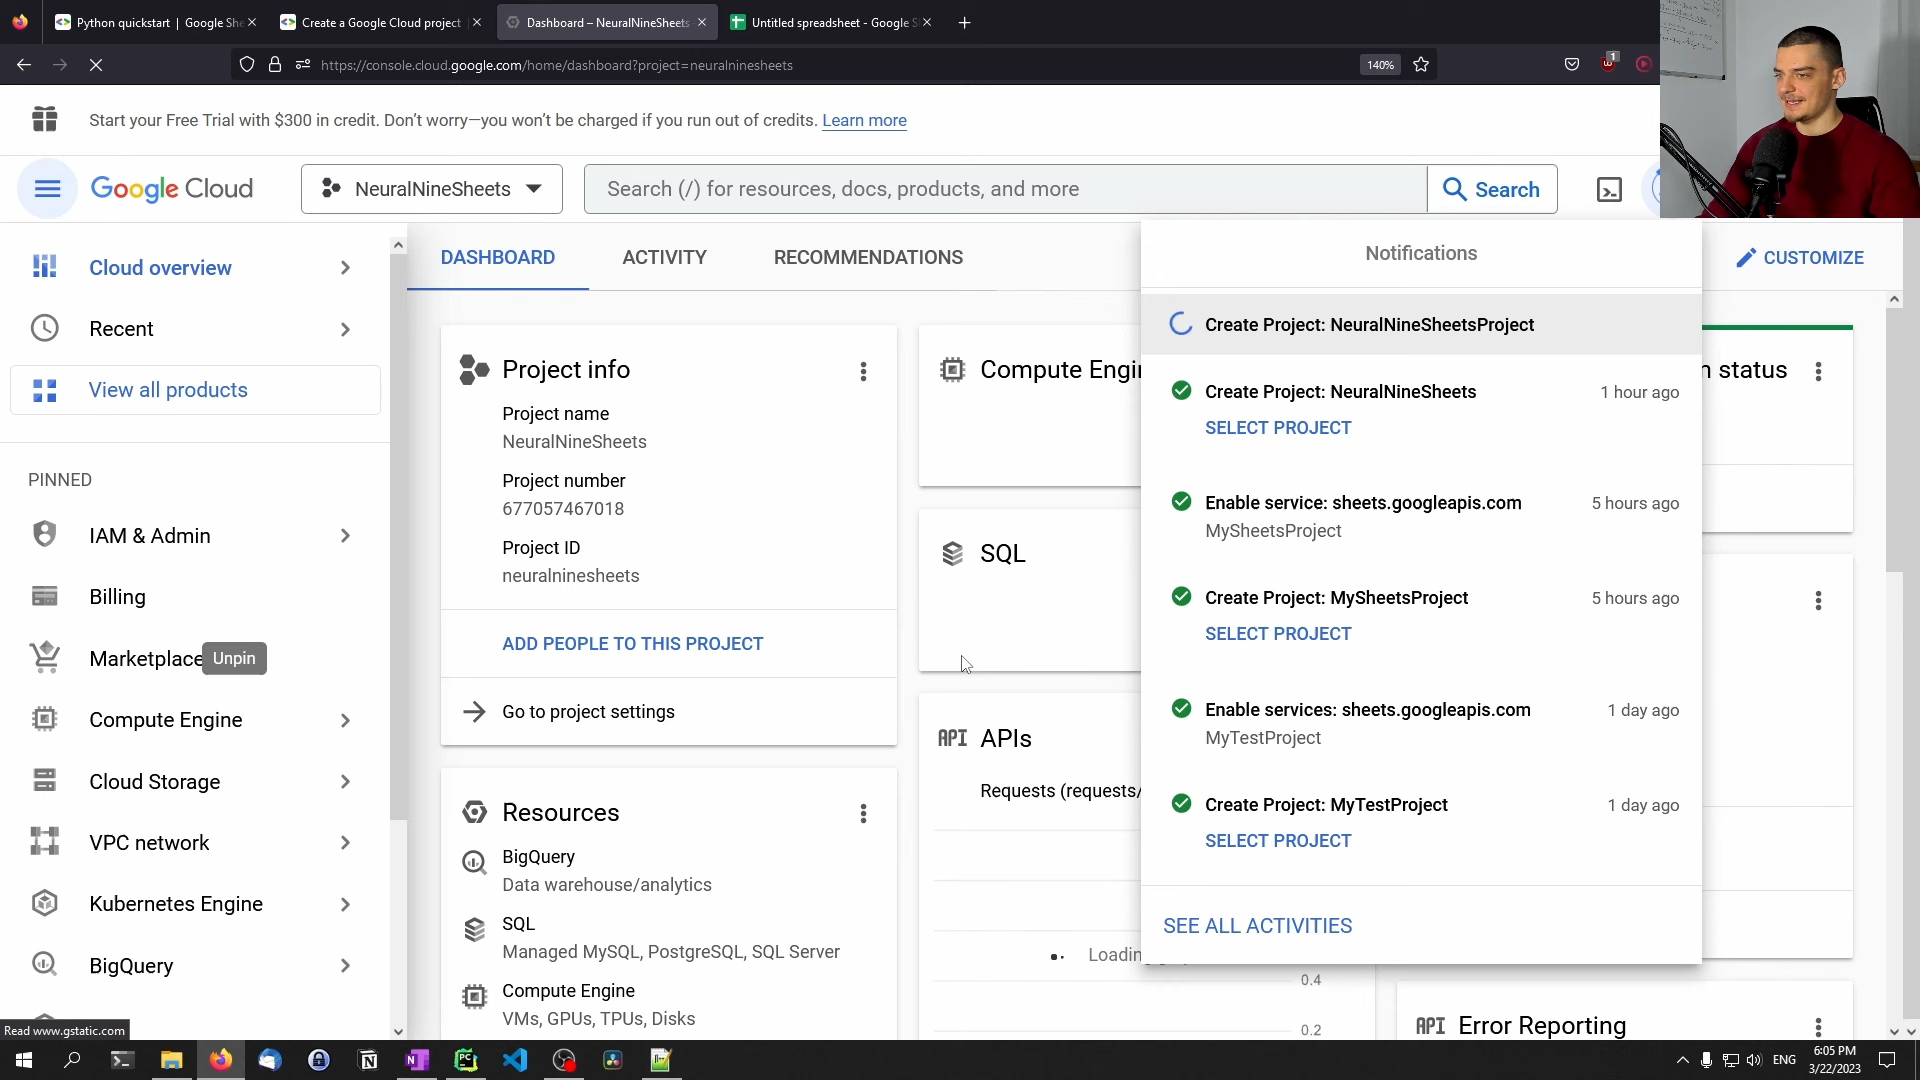 Python quickstart | Google She
Create a Google Cloud project
Dashboard – NeuralNineSheets
Untitled spreadsheet - Google S
https://console.cloud.google.com/home/dashboard?project=neuralninesheets
140%
1
Start your Free Trial with $300 in credit. Don't worry—you won't be charged if you run out of credits. Learn more
Google Cloud
NeuralNineSheets
Search (/) for resources, docs, products, and more
Search
Cloud overview
Recent
View all products
PINNED
IAM & Admin
Billing
Marketplace
Unpin
Compute Engine
Cloud Storage
VPC network
Kubernetes Engine
BigQuery
Read www.gstatic.com
DASHBOARD
ACTIVITY
RECOMMENDATIONS
CUSTOMIZE
Project info
Project name
NeuralNineSheets
Project number
677057467018
Project ID
neuralninesheets
ADD PEOPLE TO THIS PROJECT
Go to project settings
Resources
BigQuery
Data warehouse/analytics
SQL
Managed MySQL, PostgreSQL, SQL Server
Compute Engine
VMs, GPUs, TPUs, Disks
Compute Engi
SQL
API APIs
Requests (requests/
Loading
0.4
0.2
Notifications
Create Project: NeuralNineSheetsProject
Create Project: NeuralNineSheets
1 hour ago
SELECT PROJECT
Enable service: sheets.googleapis.com
5 hours ago
MySheetsProject
Create Project: MySheetsProject
5 hours ago
SELECT PROJECT
Enable services: sheets.googleapis.com
1 day ago
MyTestProject
Create Project: MyTestProject
1 day ago
SELECT PROJECT
SEE ALL ACTIVITIES
n status
API Error Reporting
ENG
6:05 PM
3/22/2023